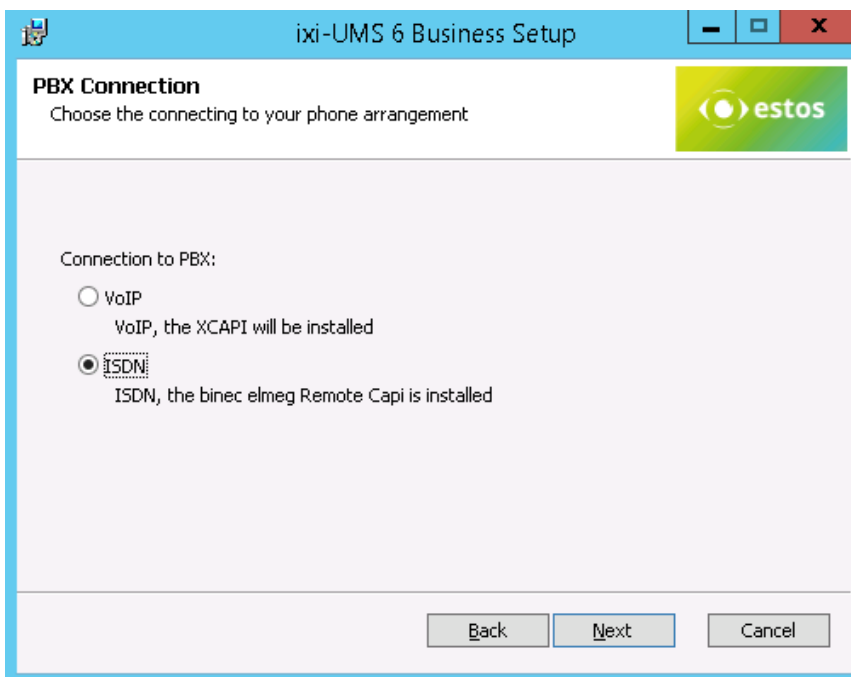 ixi-UMS 6 Business Setup
PBX Connection
Choose the connecting to your phone arrangement
estos
Connection to PBX:
VoIP
VoIP, the XCAPI will be installed
ISDN
ISDN, the binec elmeg Remote Capi is installed
Back Next Cancel